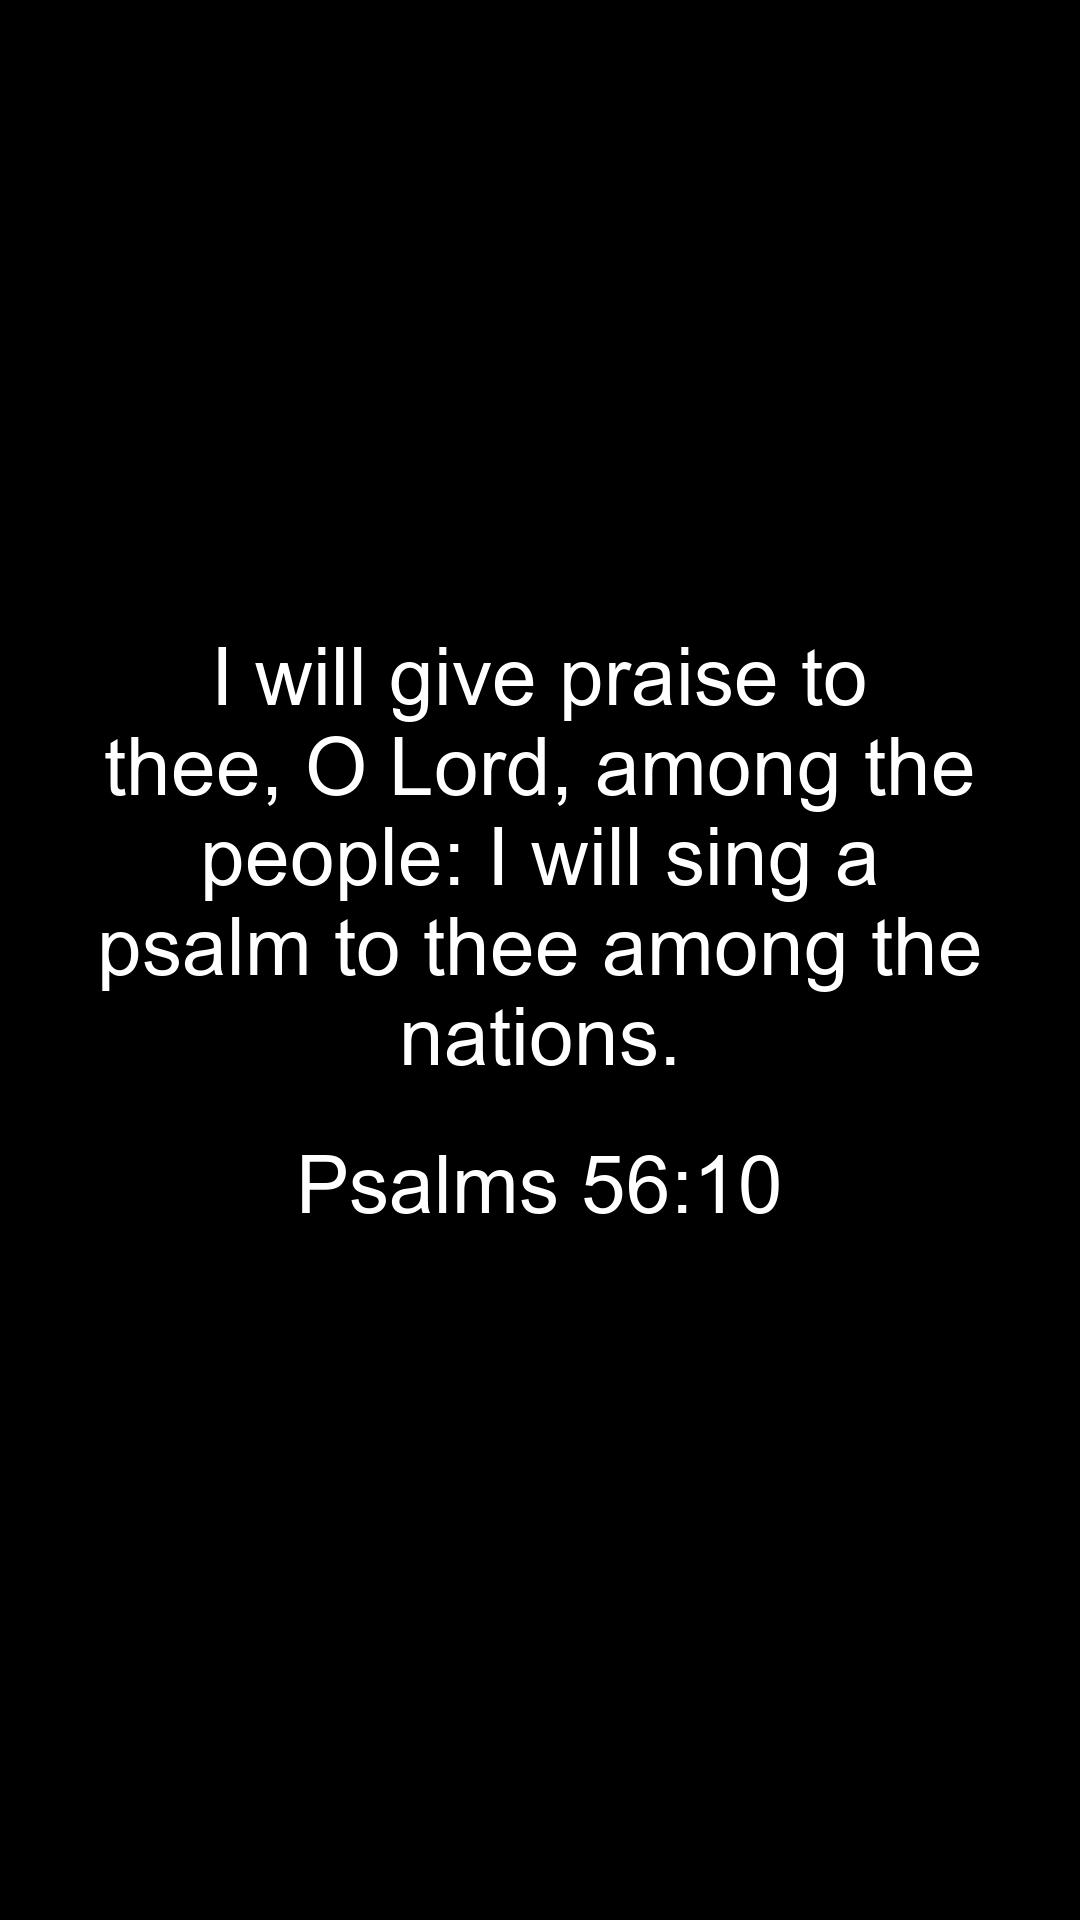 I will give praise to
thee, O Lord, among the
people: I will sing a
psalm to thee among the
nations.
Psalms 56:10